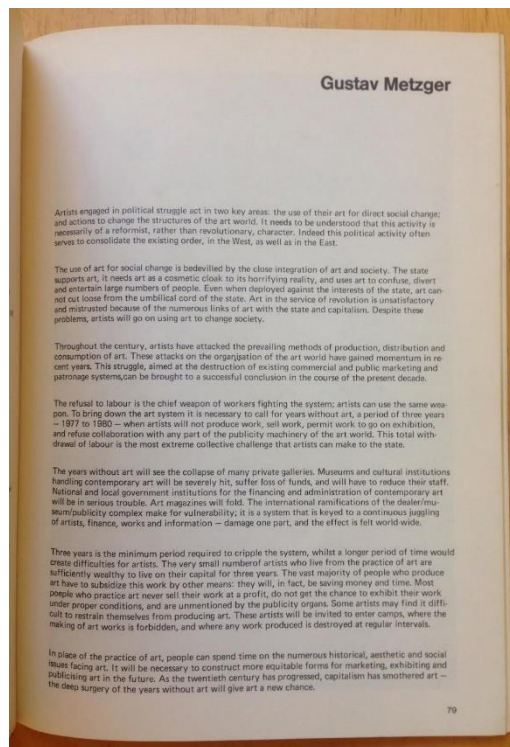 Gustav Metzger
Artists engaged in political struggle act in two key areas: the use of their art for direct social change;
and actions to change the structures of the art world. It needs to be understood that this activity is
necessarily of a reformist, rather than revolutionary, character. Indeed this political activity often
serves to consolidate the existing order, in the West, as well as in the East.
The use of art for social change is bedevilled by the close integration of art and society. The state
supports art, it needs art as a cosmetic cloak to its horrifying reality, and uses art to confuse, divert
and entertain large numbers of people. Even when deployed against the interests of the state, art can-
not cut loose from the umbilical cord of the state. Art in the service of revolution is unsatisfactory
and mistrusted because of the numerous links of art with the state and capitalism. Despite these
problems, artists will go on using art to change society.
Throughout the century, artists have attacked the prevailing methods of production, distribution and
consumption of art. These attacks on the organisation of the art world have gained momentum in re-
cent years. This struggle, aimed at the destruction of existing commercial and public marketing and
patronage systems,can be brought to a successful conclusion in the course of the present decade.
The refusal to labour is the chief weapon of workers fighting the system; artists can use the same wea-
pon. To bring down the art system it is necessary to call for years without art, a period of three years
– 1977 to 1980 – when artists will not produce work, sell work, permit work to go on exhibition,
and refuse collaboration with any part of the publicity machinery of the art world. This total with-
drawal of labour is the most extreme collective challenge that artists can make to the state.
The years without art will see the collapse of many private galleries. Museums and cultural institutions
handling contemporary art will be severely hit, suffer loss of funds, and will have to reduce their staff.
National and local government institutions for the financing and administration of contemporary art
will be in serious trouble. Art magazines will fold. The international ramifications of the dealer/mu-
seum/publicity complex make for vulnerability; it is a system that is keyed to a continuous juggling
of artists, finance, works and information – damage one part, and the effect is felt world-wide.
Three years is the minimum period required to cripple the system, whilst a longer period of time would
create difficulties for artists. The very small numberof artists who live from the practice of art are
sufficiently wealthy to live on their capital for three years. The vast majority of people who produce
art have to subsidize this work by other means: they will, in fact, be saving money and time. Most
poeple who practice art never sell their work at a profit, do not get the chance to exhibit their work
under proper conditions, and are unmentioned by the publicity organs. Some artists may find it diffi-
cult to restrain themselves from producing art. These artists will be invited to enter camps, where the
making of art works is forbidden, and where any work produced is destroyed at regular intervals.
In place of the practice of art, people can spend time on the numerous historical, aesthetic and social
issues facing art. It will be necessary to construct more equitable forms for marketing, exhibiting and
publicising art in the future. As the twentieth century has progressed, capitalism has smothered art –
the deep surgery of the years without art will give art a new chance.
79